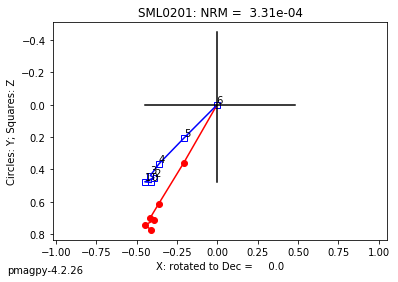 SML0201: NRM = 3.31e-04
−0.4
−0.2
0.0
0.2
0.4
0.6
0.8
Circles: Y; Squares: Z
6
5
4
2
−1.00 −0.75 −0.50 −0.25 0.00 0.25 0.50 0.75 1.00
X: rotated to Dec = 0.0
pmagpy-4.2.26